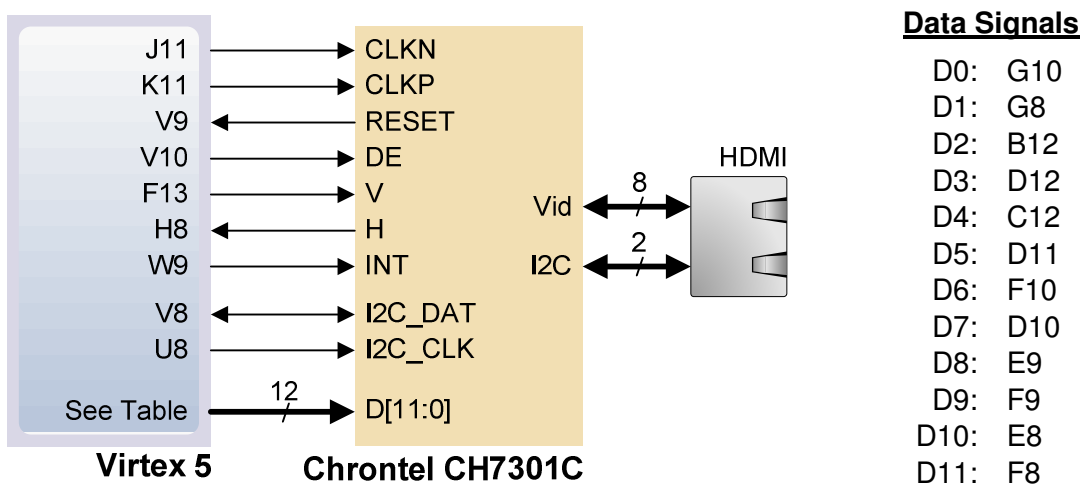 J11 CLKN
K11 CLKP
V9 RESET
V10 DE
F13 V
H8 H
W9 INT
V8 I2C_DAT
U8 I2C_CLK
See Table 12 D[11:0]
Virtex 5
Chrontel CH7301C
Vid 8
I2C 2
HDMI
Data Signals
D0: G10
D1: G8
D2: B12
D3: D12
D4: C12
D5: D11
D6: F10
D7: D10
D8: E9
D9: F9
D10: E8
D11: F8